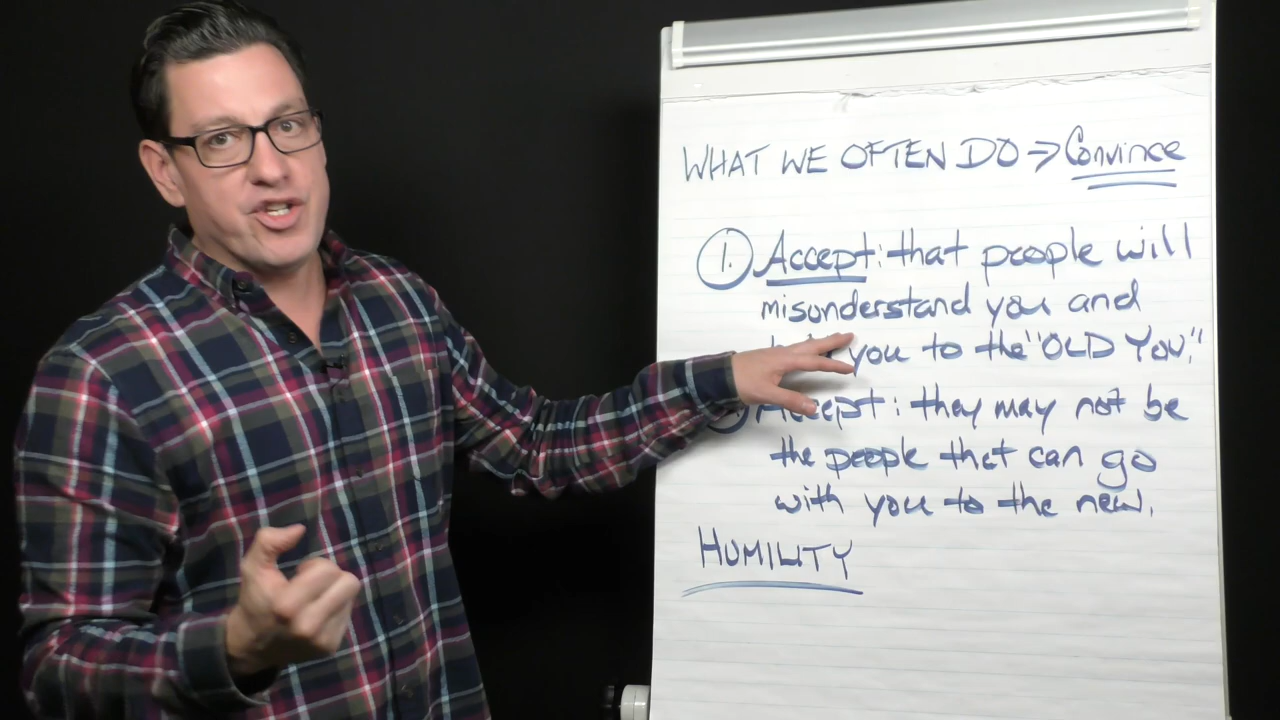 WHAT WE OFTEN DO → Convince
1. Accept: that people will
misunderstand you and
you to the "OLD YOU."
Accept: they may not be
the people that can go
with you to the new.
HUMILITY